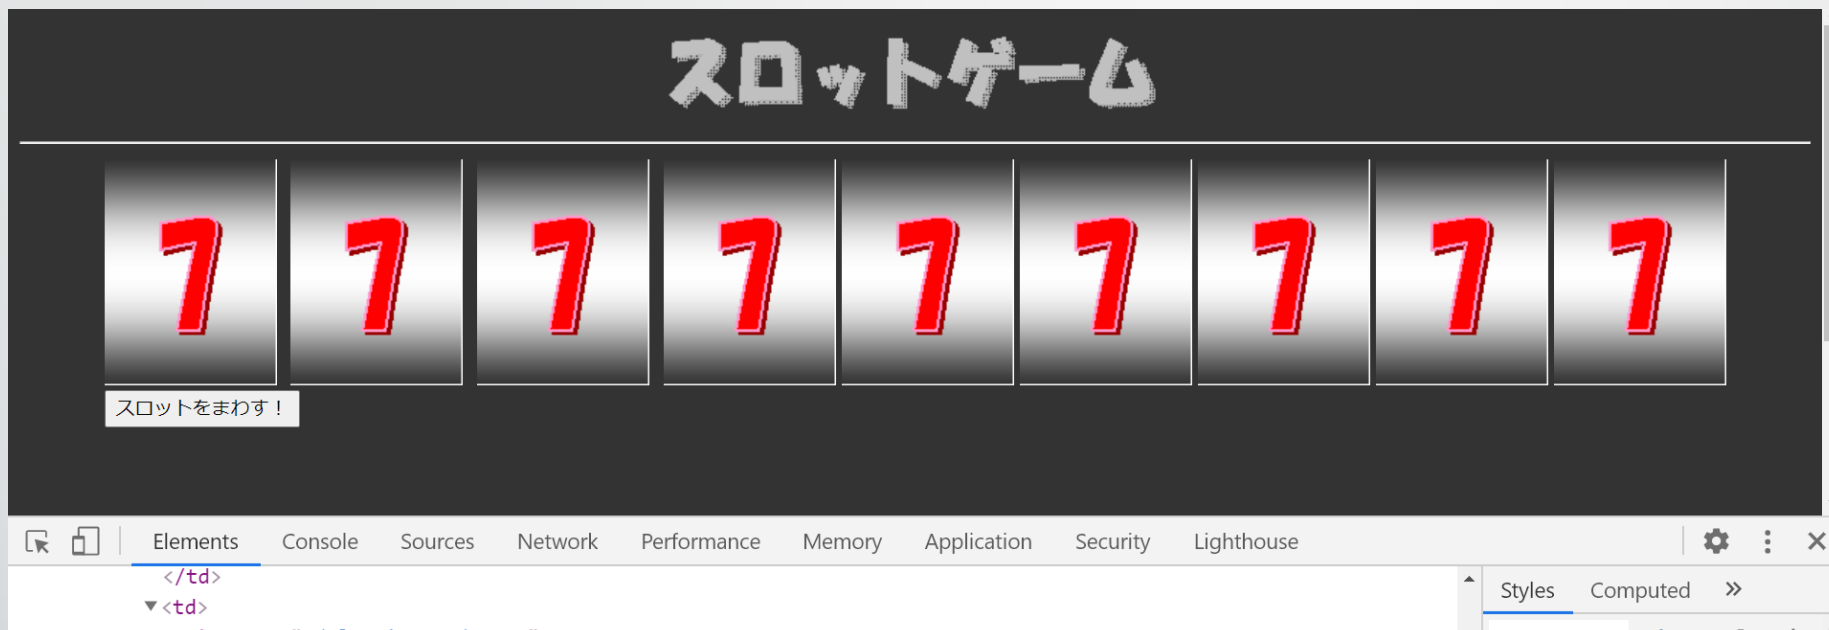 スロットゲーム
7 7 7 7 7 7 7 7 7
スロットをまわす！
Elements Console Sources Network Performance Memory Application Security Lighthouse
</td>
<td>
Styles Computed